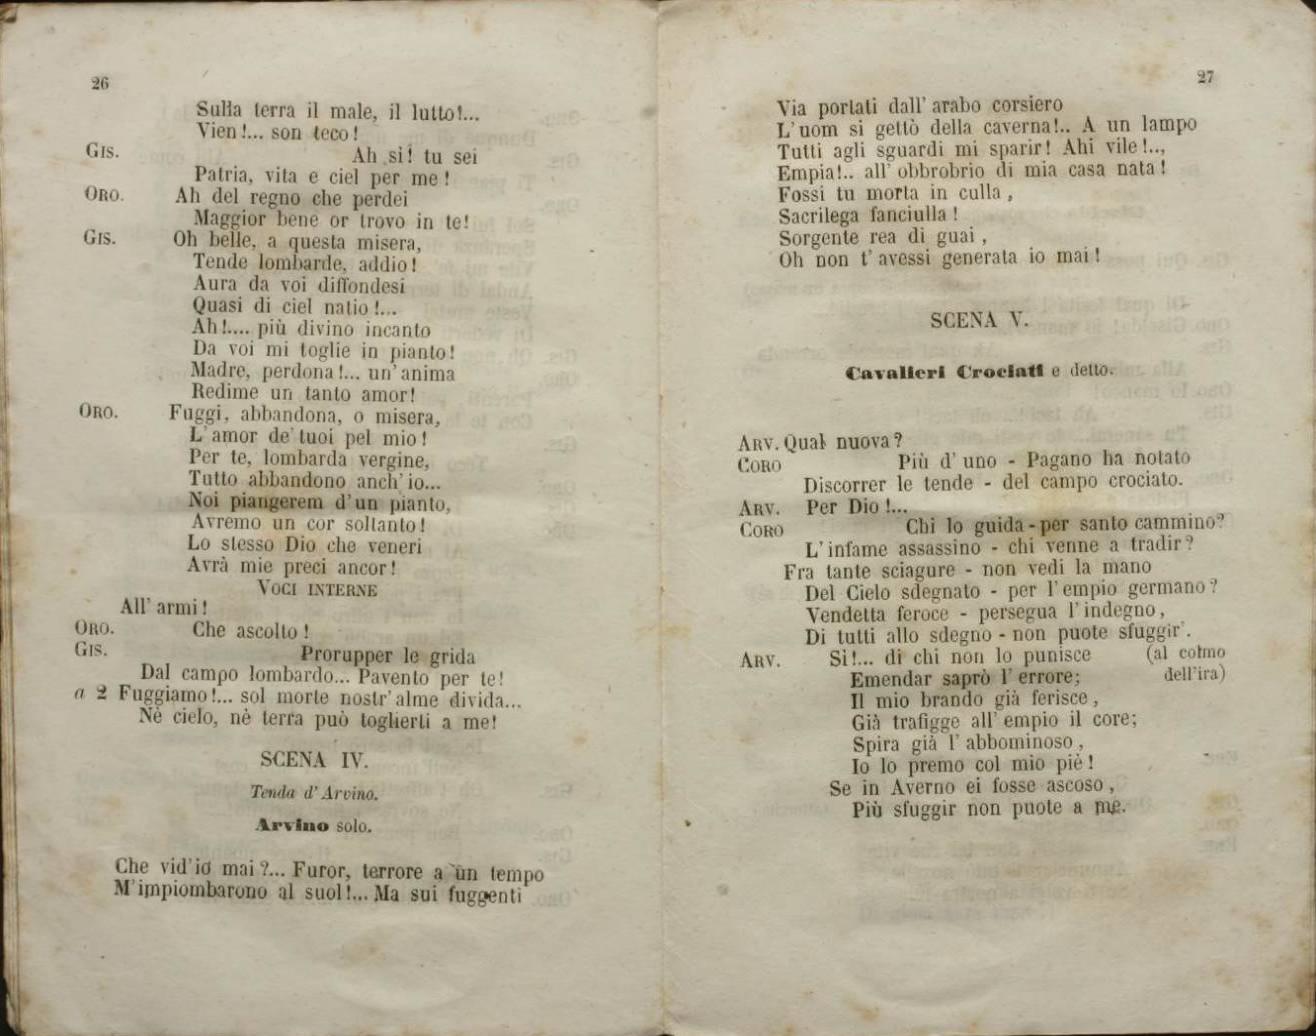 26
Sulla terra il male, il lutto!...
Vien!... son teco!
GIS. Ah si! tu sei
Patria, vita e ciel per me!
ORO. Ah del regno che perdei
Maggior bene or trovo in te!
GIS. Oh belle, a questa misera,
Tende lombarde, addio!
Aura da voi diffondesi
Quasi di ciel natio!...
Ah!.... più divino incanto
Da voi mi toglie in pianto!
Madre, perdona!... un'anima
Redime un tanto amor!
ORO. Fuggi, abbandona, o misera,
L'amor de' tuoi pel mio!
Per te, lombarda vergine,
Tutto abbandono anch'io...
Noi piangerem d'un pianto,
Avremo un cor soltanto!
Lo stesso Dio che veneri
Avrà mie preci ancor!
VOCI INTERNE
All'armi!
ORO. Che ascolto!
GIS. Prorupper le grida
Dal campo lombardo... Pavento per te!
a 2 Fuggiamo!... sol morte nostr'alme divida...
Nè cielo, nè terra può toglierti a me!
SCENA IV.
Tenda d'Arvino.
Arvino solo.
Che vid'io mai?... Furor, terrore a un tempo
M'impiombarono al suol!... Ma sui fuggenti
27
Via portati dall'arabo corsiero
L'uom si gettò della caverna!.. A un lampo
Tutti agli sguardi mi sparir! Ahi vile!..,
Empia!.. all'obbrobrio di mia casa nata!
Fossi tu morta in culla,
Sacrilega fanciulla!
Sorgente rea di guai,
Oh non t'avessi generata io mai!
SCENA V.
Cavalieri Crociati e detto.
ARV. Qual nuova?
CORO Più d'uno - Pagano ha notato
Discorrer le tende - del campo crociato.
ARV. Per Dio!...
CORO Chi lo guida - per santo cammino?
L'infame assassino - chi venne a tradir?
Fra tante sciagure - non vedi la mano
Del Cielo sdegnato - per l'empio germano?
Vendetta feroce - persegua l'indegno,
Di tutti allo sdegno - non puote sfuggir.
ARV. Si!... di chi non lo punisce (al colmo
Emendar saprò l'errore; dell'ira)
Il mio brando già ferisce,
Già trafigge all'empio il core;
Spira già l'abbominoso,
Io lo premo col mio piè!
Se in Averno ei fosse ascoso,
Più sfuggir non puote a me.